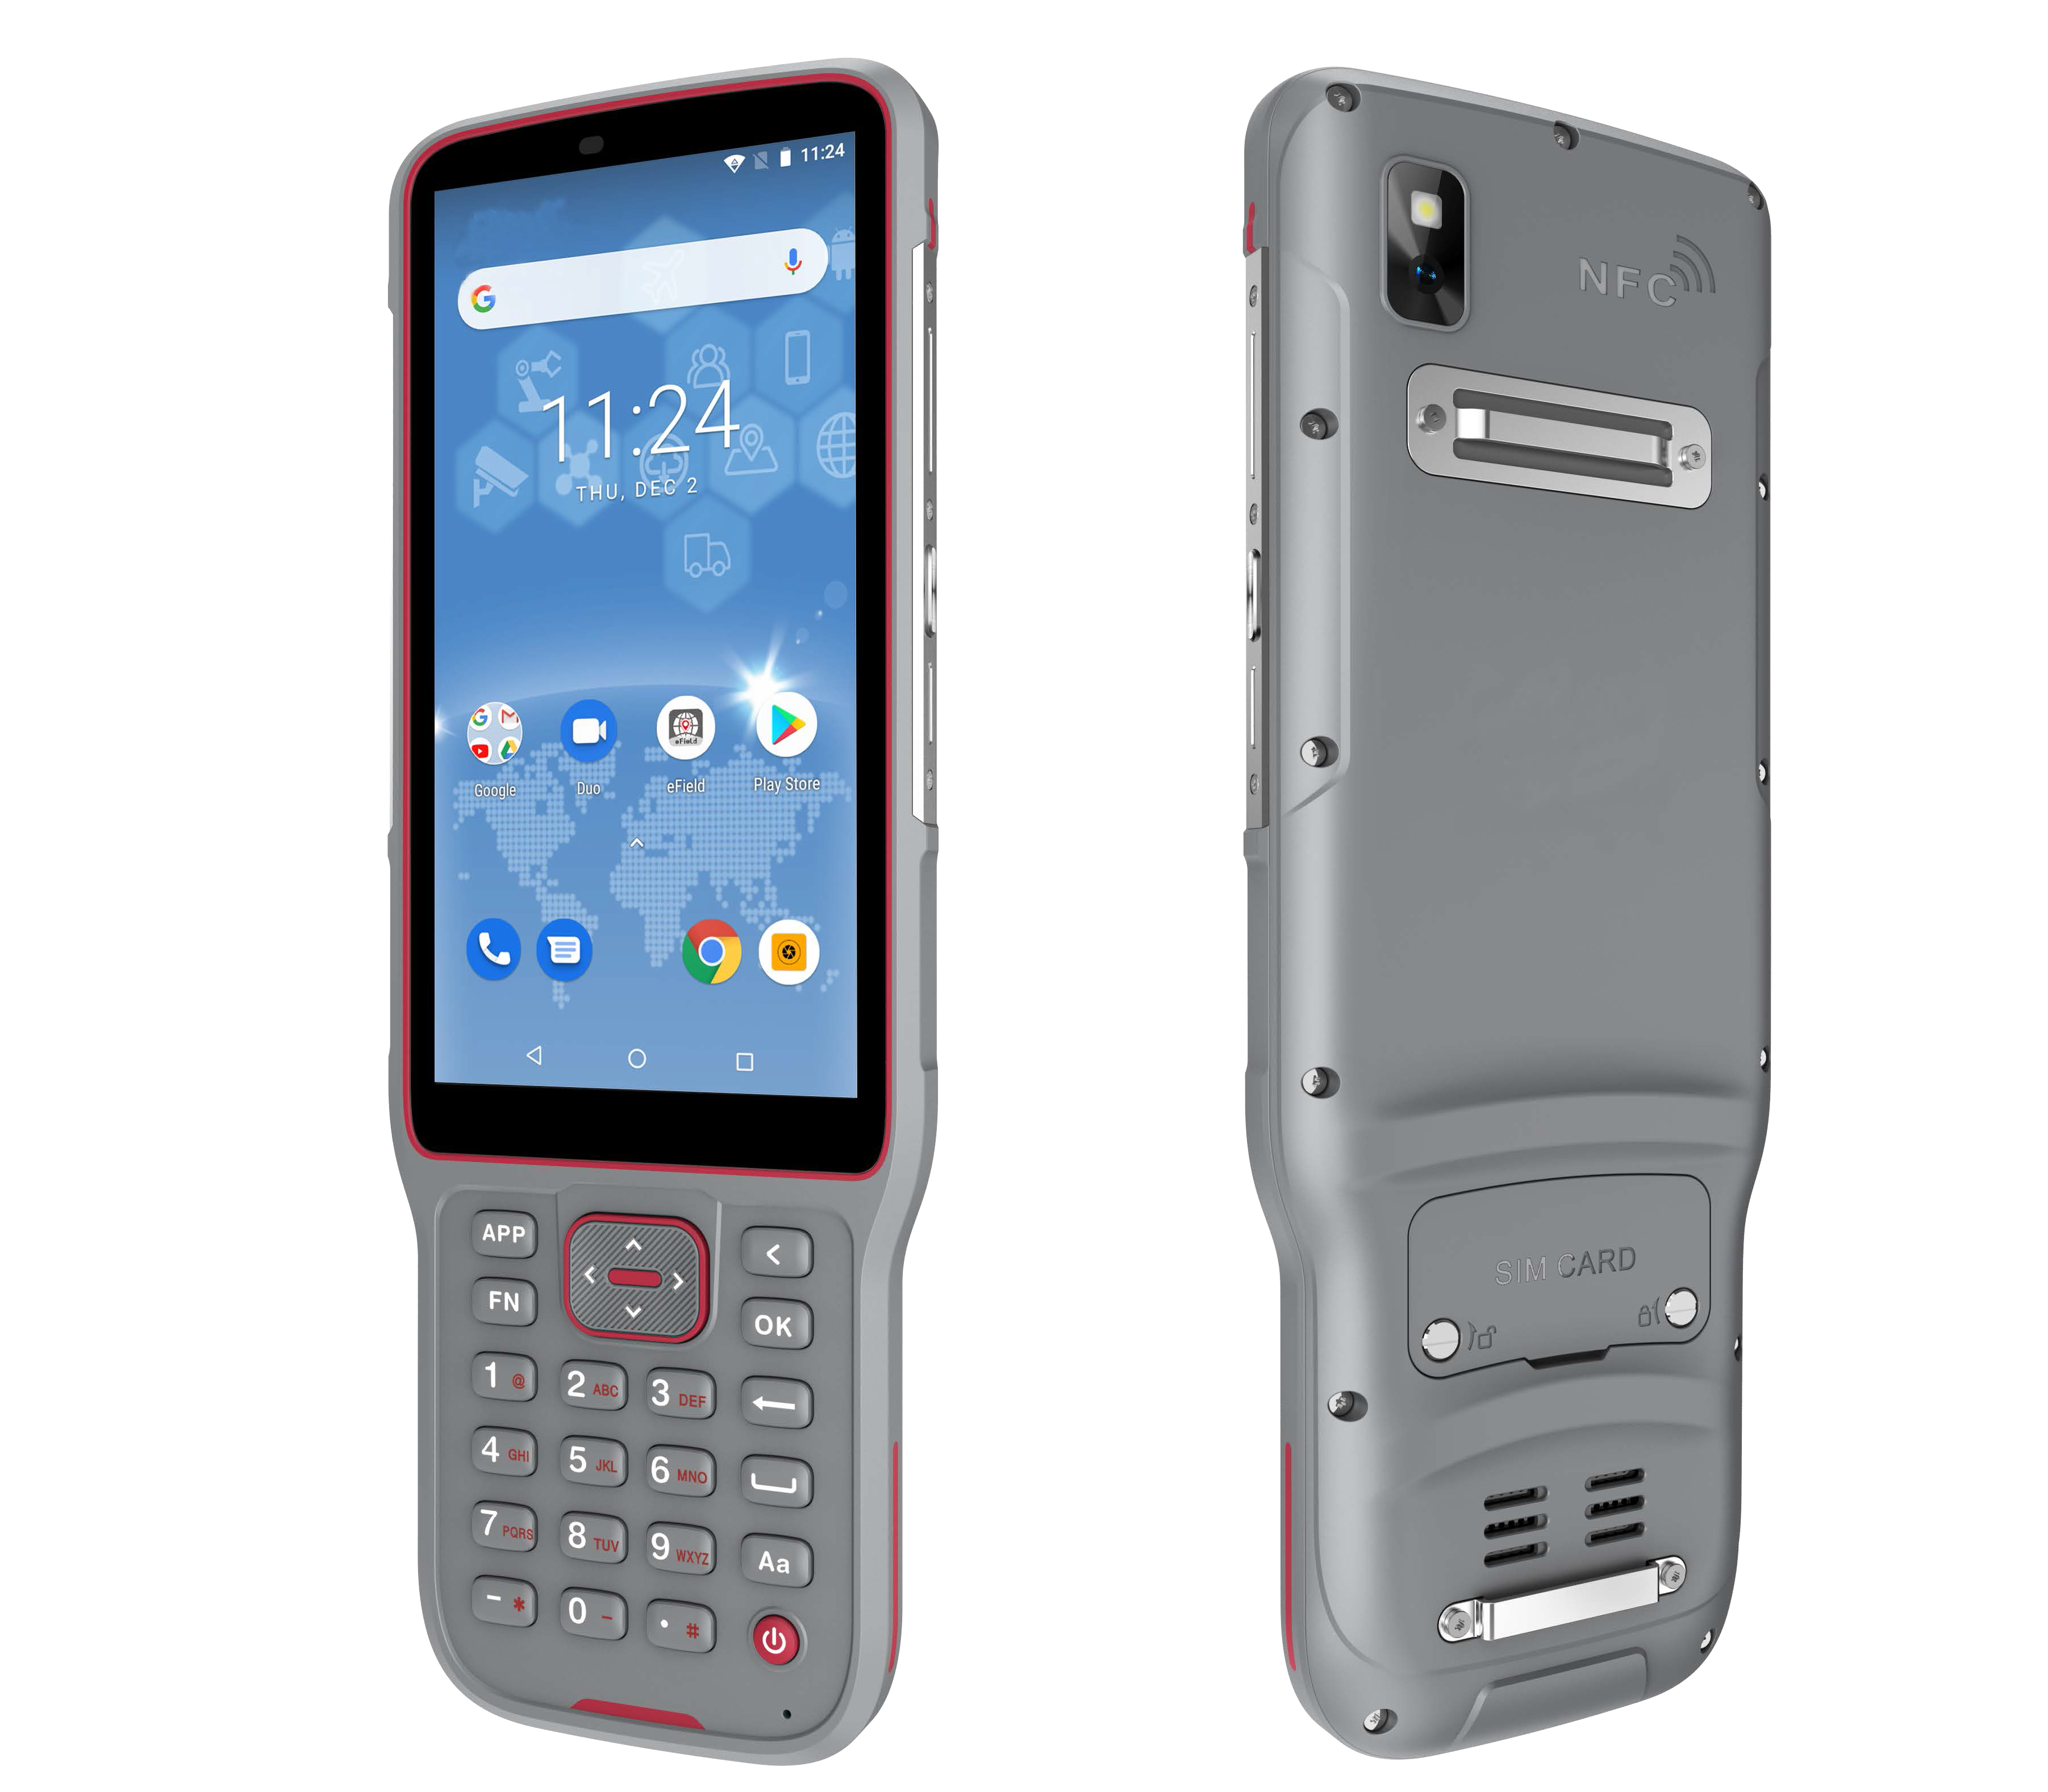 11:24
11:24
THU, DEC 2
eField
Google
Duo
eField
Play Store
APP
<
FN
OK
1 @
2 ABC
3 DEF
4 GHI
5 JKL
6 MNO
7 PQRS
8 TUV
9 WXYZ
Aa
- *
0 -
. #
NFC
SIM CARD